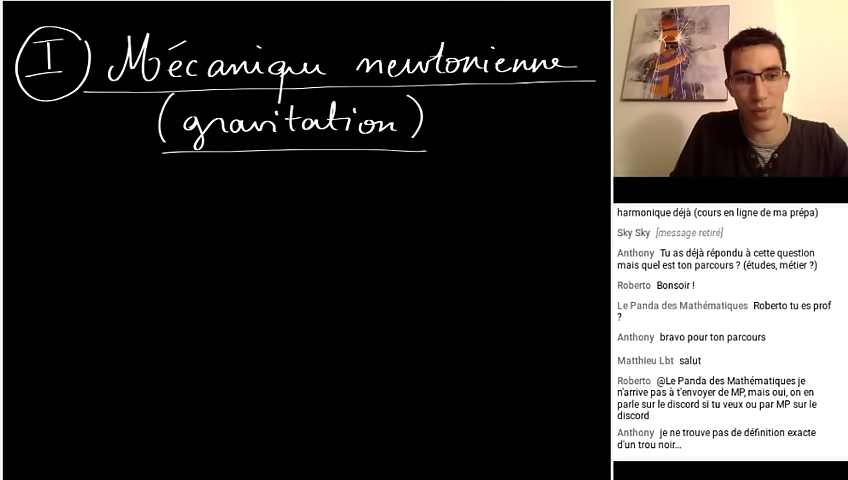 I) Mécanique newtonienne
(gravitation)
harmonique déjà (cours en ligne de ma prépa)
Sky Sky [message retiré]
Anthony Tu as déjà répondu à cette question
mais quel est ton parcours ? (études, métier ?)
Roberto Bonsoir !
Le Panda des Mathématiques Roberto tu es prof
?
Anthony bravo pour ton parcours
Matthieu Lbt salut
Roberto @Le Panda des Mathématiques je
n'arrive pas à t'envoyer de MP, mais oui, on en
parle sur le discord si tu veux ou par MP sur le
discord
Anthony je ne trouve pas de définition exacte
d'un trou noir...